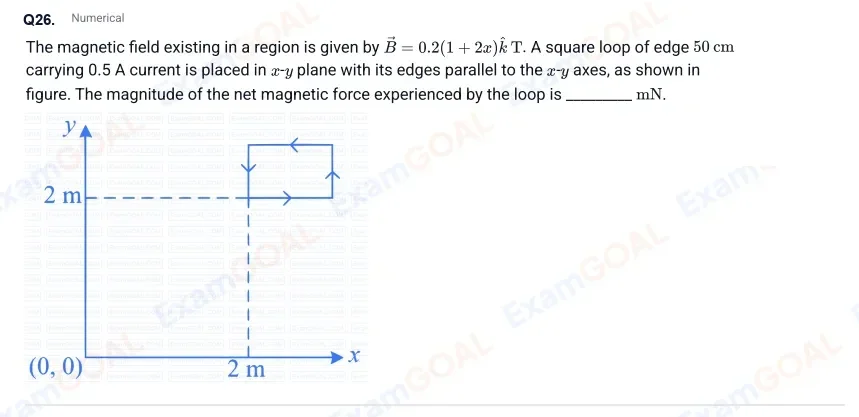 Q26. Numerical
The magnetic field existing in a region is given by $\vec{B} = 0.2(1 + 2x)\hat{k}$ T. A square loop of edge 50 cm
carrying 0.5 A current is placed in x-y plane with its edges parallel to the x-y axes, as shown in
figure. The magnitude of the net magnetic force experienced by the loop is ________ mN.
y
2 m
(0, 0)
2 m
x
ExamGOAL